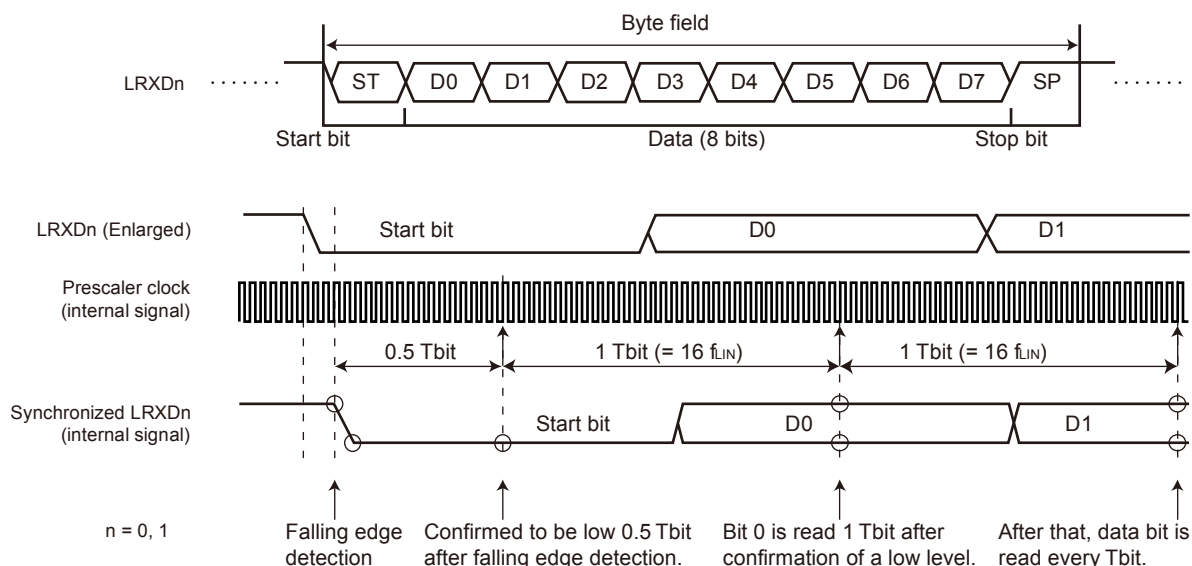 Byte field
LRXDn ······· ST D0 D1 D2 D3 D4 D5 D6 D7 SP ·······
Start bit Data (8 bits) Stop bit
LRXDn (Enlarged) Start bit D0 D1
Prescaler clock
(internal signal)
0.5 Tbit 1 Tbit (= 16 fLIN) 1 Tbit (= 16 fLIN)
Synchronized LRXDn
(internal signal)
Start bit D0 D1
n = 0, 1
Falling edge
detection
Confirmed to be low 0.5 Tbit
after falling edge detection.
Bit 0 is read 1 Tbit after
confirmation of a low level.
After that, data bit is
read every Tbit.